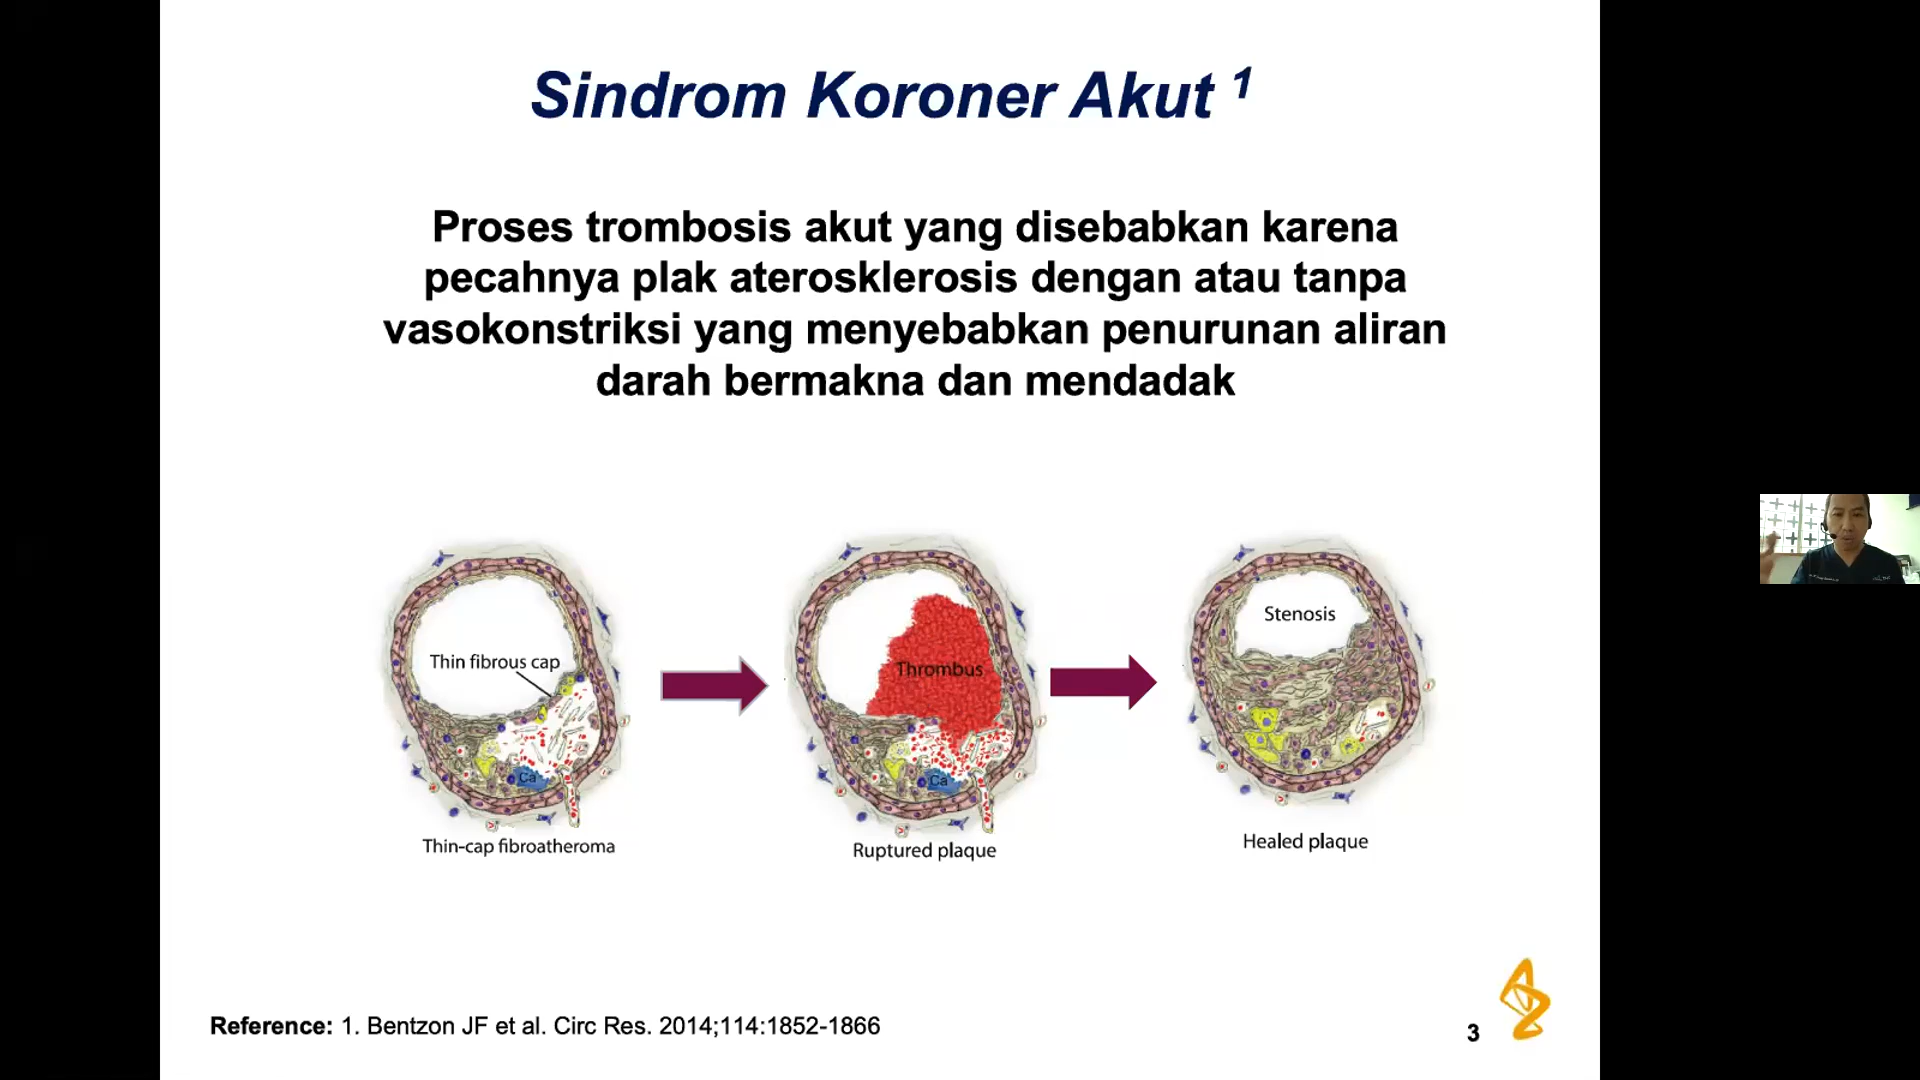 Sindrom Koroner Akut 1
Proses trombosis akut yang disebabkan karena
pecahnya plak aterosklerosis dengan atau tanpa
vasokonstriksi yang menyebabkan penurunan aliran
darah bermakna dan mendadak
Thin fibrous cap
Ca
Thin-cap fibroatheroma
Thrombus
Ca
Ruptured plaque
Stenosis
Healed plaque
Reference: 1. Bentzon JF et al. Circ Res. 2014;114:1852-1866
3